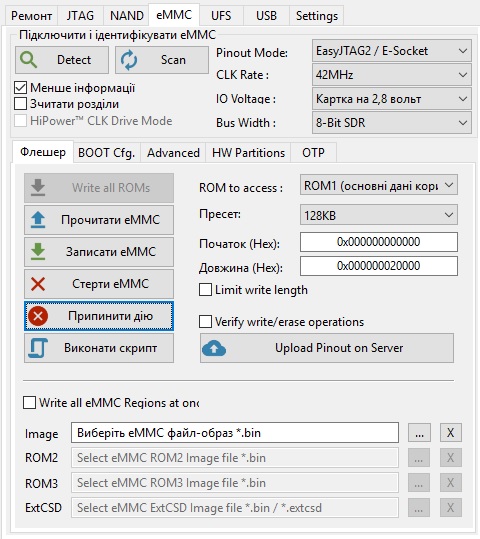 Ремонт JTAG NAND eMMC UFS USB Settings
Підключити і ідентифікувати eMMC
Detect Scan
Pinout Mode: EasyJTAG2 / E-Socket
CLK Rate : 42MHz
IO Voltage : Картка на 2,8 вольт
Bus Width : 8-Bit SDR
Менше інформації
Зчитати розділи
HiPower™ CLK Drive Mode
Флешер BOOT Cfg. Advanced HW Partitions OTP
Write all ROMs
Прочитати eMMC
Записати eMMC
Стерти eMMC
Припинити дію
Виконати скрипт
ROM to access : ROM1 (основні дані кори
Пресет: 128KB
Початок (Hex): 0x000000000000
Довжина (Hex): 0x000000020000
Limit write length
Verify write/erase operations
Upload Pinout on Server
Write all eMMC Regions at onc
Image Виберіть eMMC файл-образ *.bin ... X
ROM2 Select eMMC ROM2 Image file *.bin ... X
ROM3 Select eMMC ROM3 Image file *.bin ... X
ExtCSD Select eMMC ExtCSD Image file *.bin / *.extcsd ... X